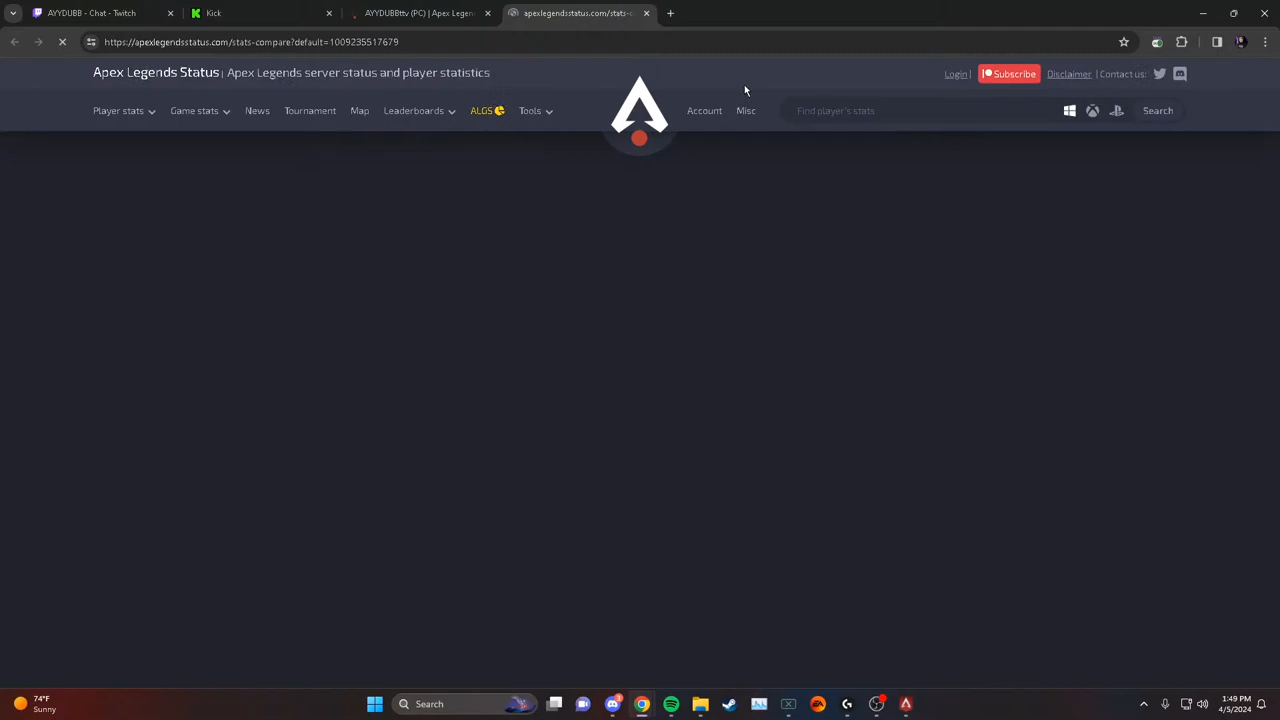 AYYDUBB - Chat - Twitch
Kick
AYYDUBBttv (PC) | Apex Legen
apexlegendsstatus.com/stats-c
https://apexlegendsstatus.com/stats-compare?default=1009235517679
Apex Legends Status | Apex Legends server status and player statistics
Login | Subscribe Disclaimer | Contact us:
Player stats Game stats News Tournament Map Leaderboards ALGS Tools Account Misc Find player's stats Search
74°F
Sunny
Search
3
1:49 PM
4/5/2024